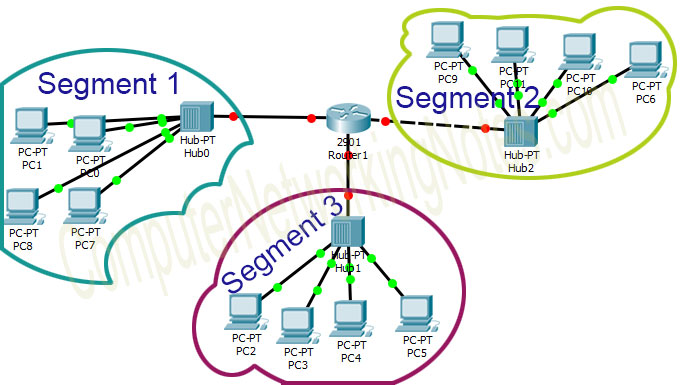 Segment 1
PC-PT
PC1
PC-PT
PC0
PC-PT
PC8
PC-PT
PC7
Hub-PT
Hub0
2901
Router1
Segment 2
PC-PT
PC9
PC-PT
PC11
PC-PT
PC10
PC-PT
PC6
Hub-PT
Hub2
Segment 3
Hub-PT
Hub1
PC-PT
PC2
PC-PT
PC3
PC-PT
PC4
PC-PT
PC5